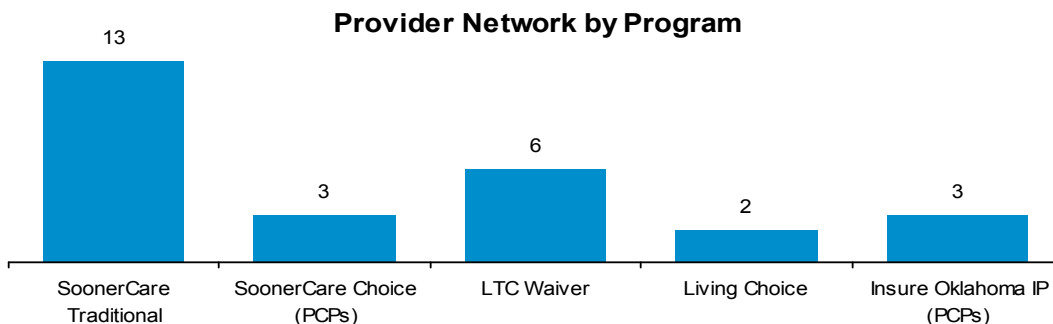 Provider Network by Program
13
3
6
2
3
SoonerCare
Traditional
SoonerCare Choice
(PCPs)
LTC Waiver
Living Choice
Insure Oklahoma IP
(PCPs)